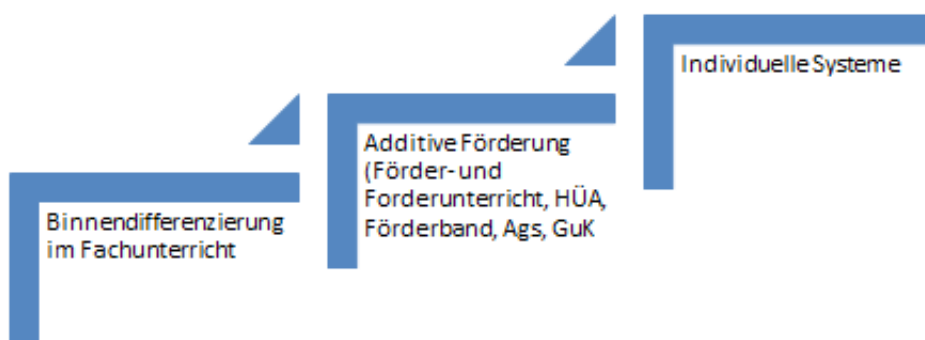 Binnendifferenzierung
im Fachunterricht
Additive Förderung
(Förder- und
Forderunterricht, HÜA,
Förderband, Ags, GuK
Individuelle Systeme